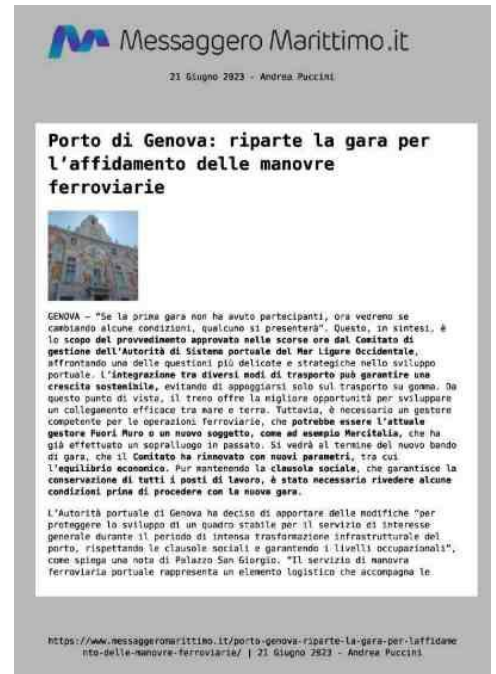 Messaggero Marittimo.it
21 Giugno 2023 - Andrea Puccini
Porto di Genova: riparte la gara per
l'affidamento delle manovre
ferroviarie
GENOVA – "Se la prima gara non ha avuto partecipanti, ora vedremo se
cambiando alcune condizioni, qualcuno si presenterà". Questo, in sintesi, è
lo scopo del provvedimento approvato nelle scorse ore dal Comitato di
gestione dell'Autorità di Sistema portuale del Mar Ligure Occidentale,
affrontando una delle questioni più delicate e strategiche nello sviluppo
portuale. L'integrazione tra diversi modi di trasporto può garantire una
crescita sostenibile, evitando di appoggiarsi solo sul trasporto su gomma. Da
questo punto di vista, il treno offre la migliore opportunità per sviluppare
un collegamento efficace tra mare e terra. Tuttavia, è necessario un gestore
competente per le operazioni ferroviarie, che potrebbe essere l'attuale
gestore Fuori Muro o un nuovo soggetto, come ad esempio Mercitalia, che ha
già effettuato un sopralluogo in passato. Si vedrà al termine del nuovo bando
di gara, che il Comitato ha rinnovato con nuovi parametri, tra cui
l'equilibrio economico. Pur mantenendo la clausola sociale, che garantisce la
conservazione di tutti i posti di lavoro, è stato necessario rivedere alcune
condizioni prima di procedere con la nuova gara.
L'Autorità portuale di Genova ha deciso di apportare delle modifiche "per
proteggere lo sviluppo di un quadro stabile per il servizio di interesse
generale durante il periodo di intensa trasformazione infrastrutturale del
porto, rispettando le clausole sociali e garantendo i livelli occupazionali",
come spiega una nota di Palazzo San Giorgio. "Il servizio di manovra
ferroviaria portuale rappresenta un elemento logistico che accompagna le
https://www.messaggeromarittimo.it/porto-genova-riparte-la-gara-per-laffidame
nto-delle-manovre-ferroviarie/ | 21 Giugno 2023 - Andrea Puccini